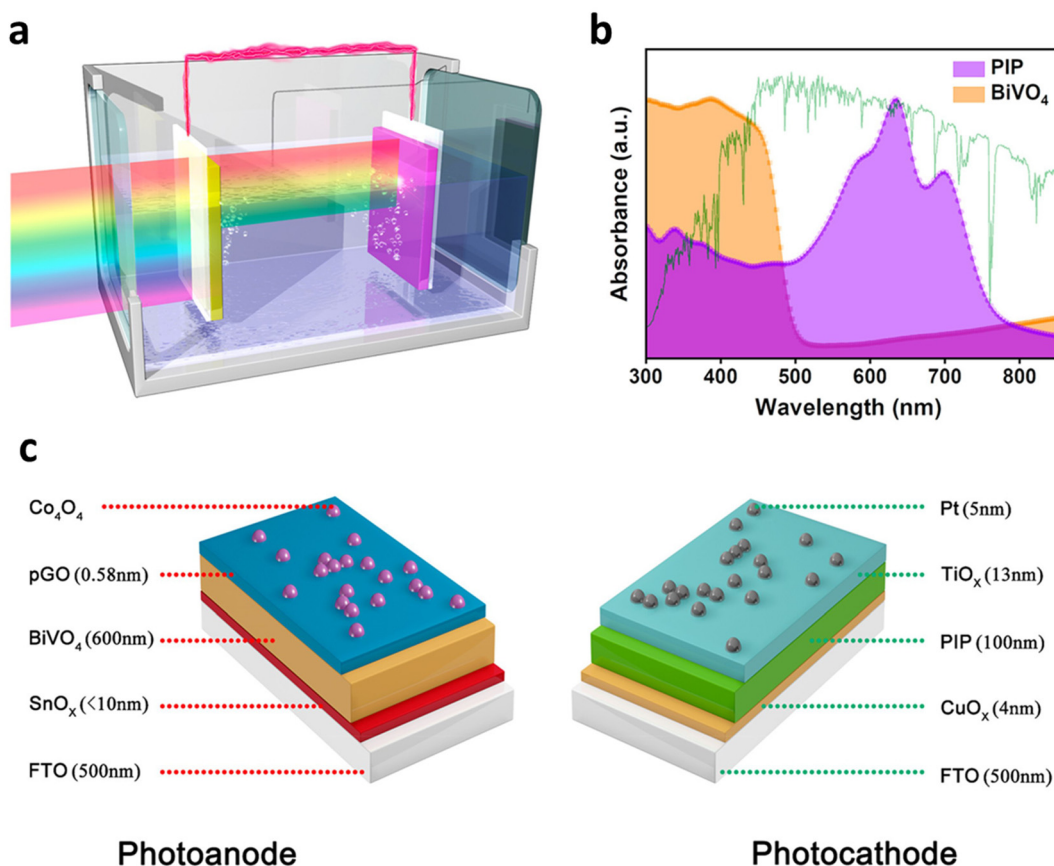 a
b
PIP
BiVO₄
Absorbance (a.u.)
300 400 500 600 700 800
Wavelength (nm)
c
Co₄O₄
pGO (0.58nm)
BiVO₄ (600nm)
SnOₓ (<10nm)
FTO (500nm)
Photoanode
Pt (5nm)
TiOₓ (13nm)
PIP (100nm)
CuOₓ (4nm)
FTO (500nm)
Photocathode